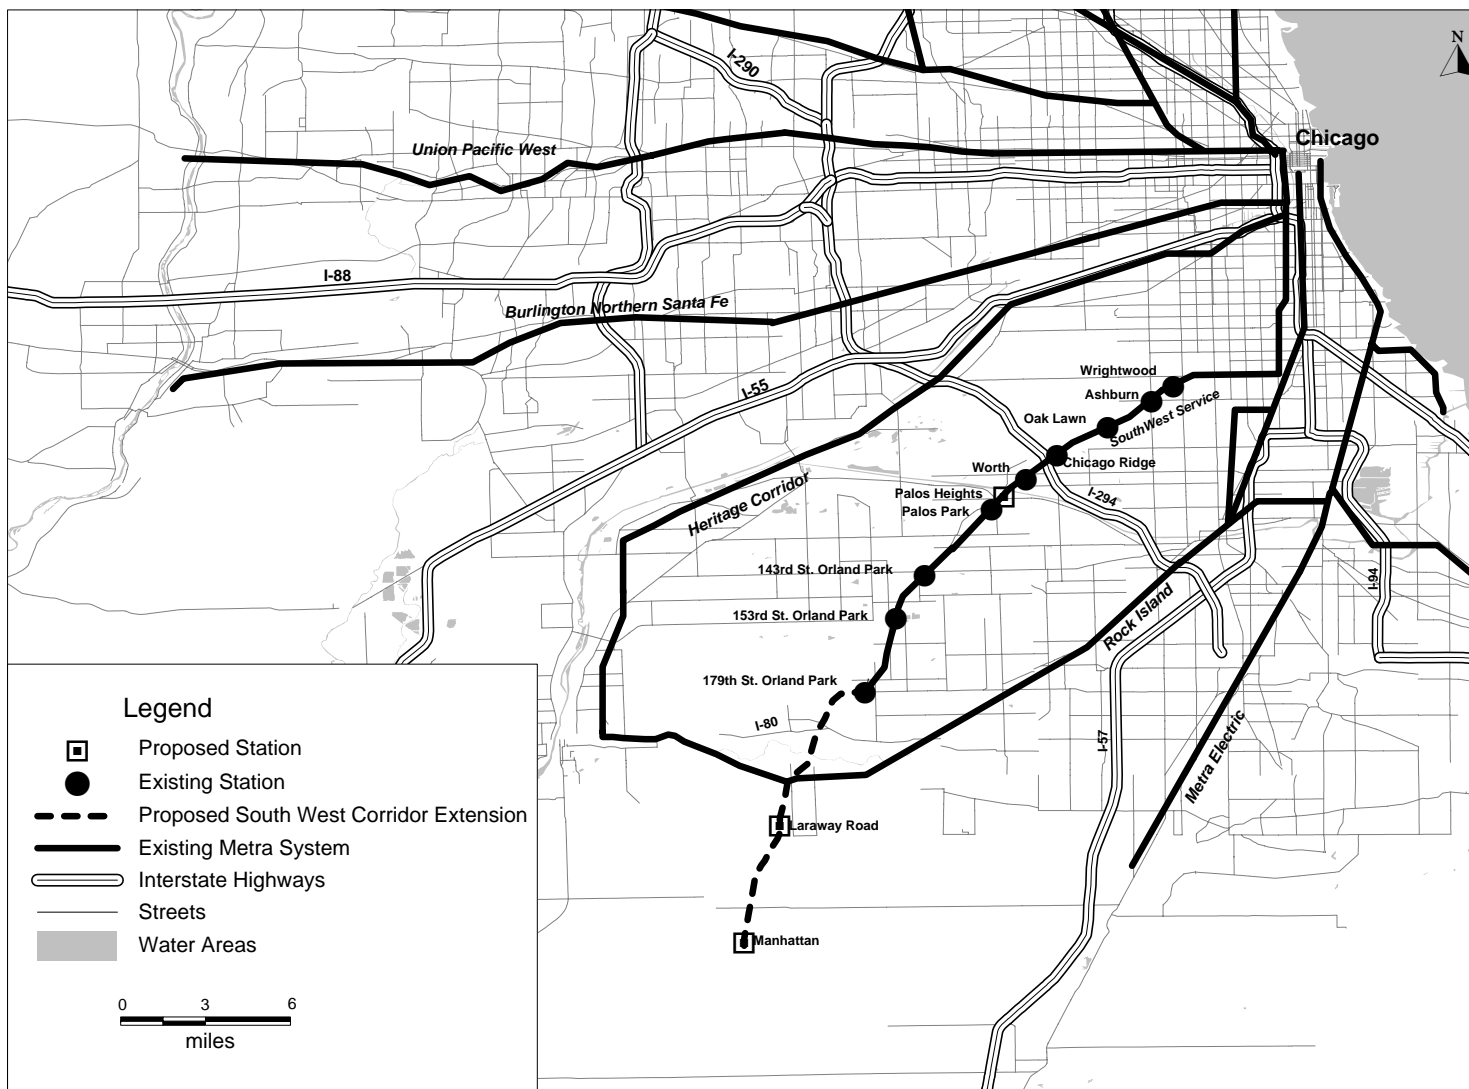 N
I-290
Chicago
Union Pacific West
I-88
Burlington Northern Santa Fe
I-55
Wrightwood
Ashburn
SouthWest Service
Oak Lawn
Chicago Ridge
Worth
Palos Heights
I-294
Palos Park
Heritage Corridor
143rd St. Orland Park
I-94
153rd St. Orland Park
Rock Island
179th St. Orland Park
I-80
I-57
Metra Electric
Laraway Road
Manhattan
Legend
Proposed Station
Existing Station
Proposed South West Corridor Extension
Existing Metra System
Interstate Highways
Streets
Water Areas
0 3 6
miles